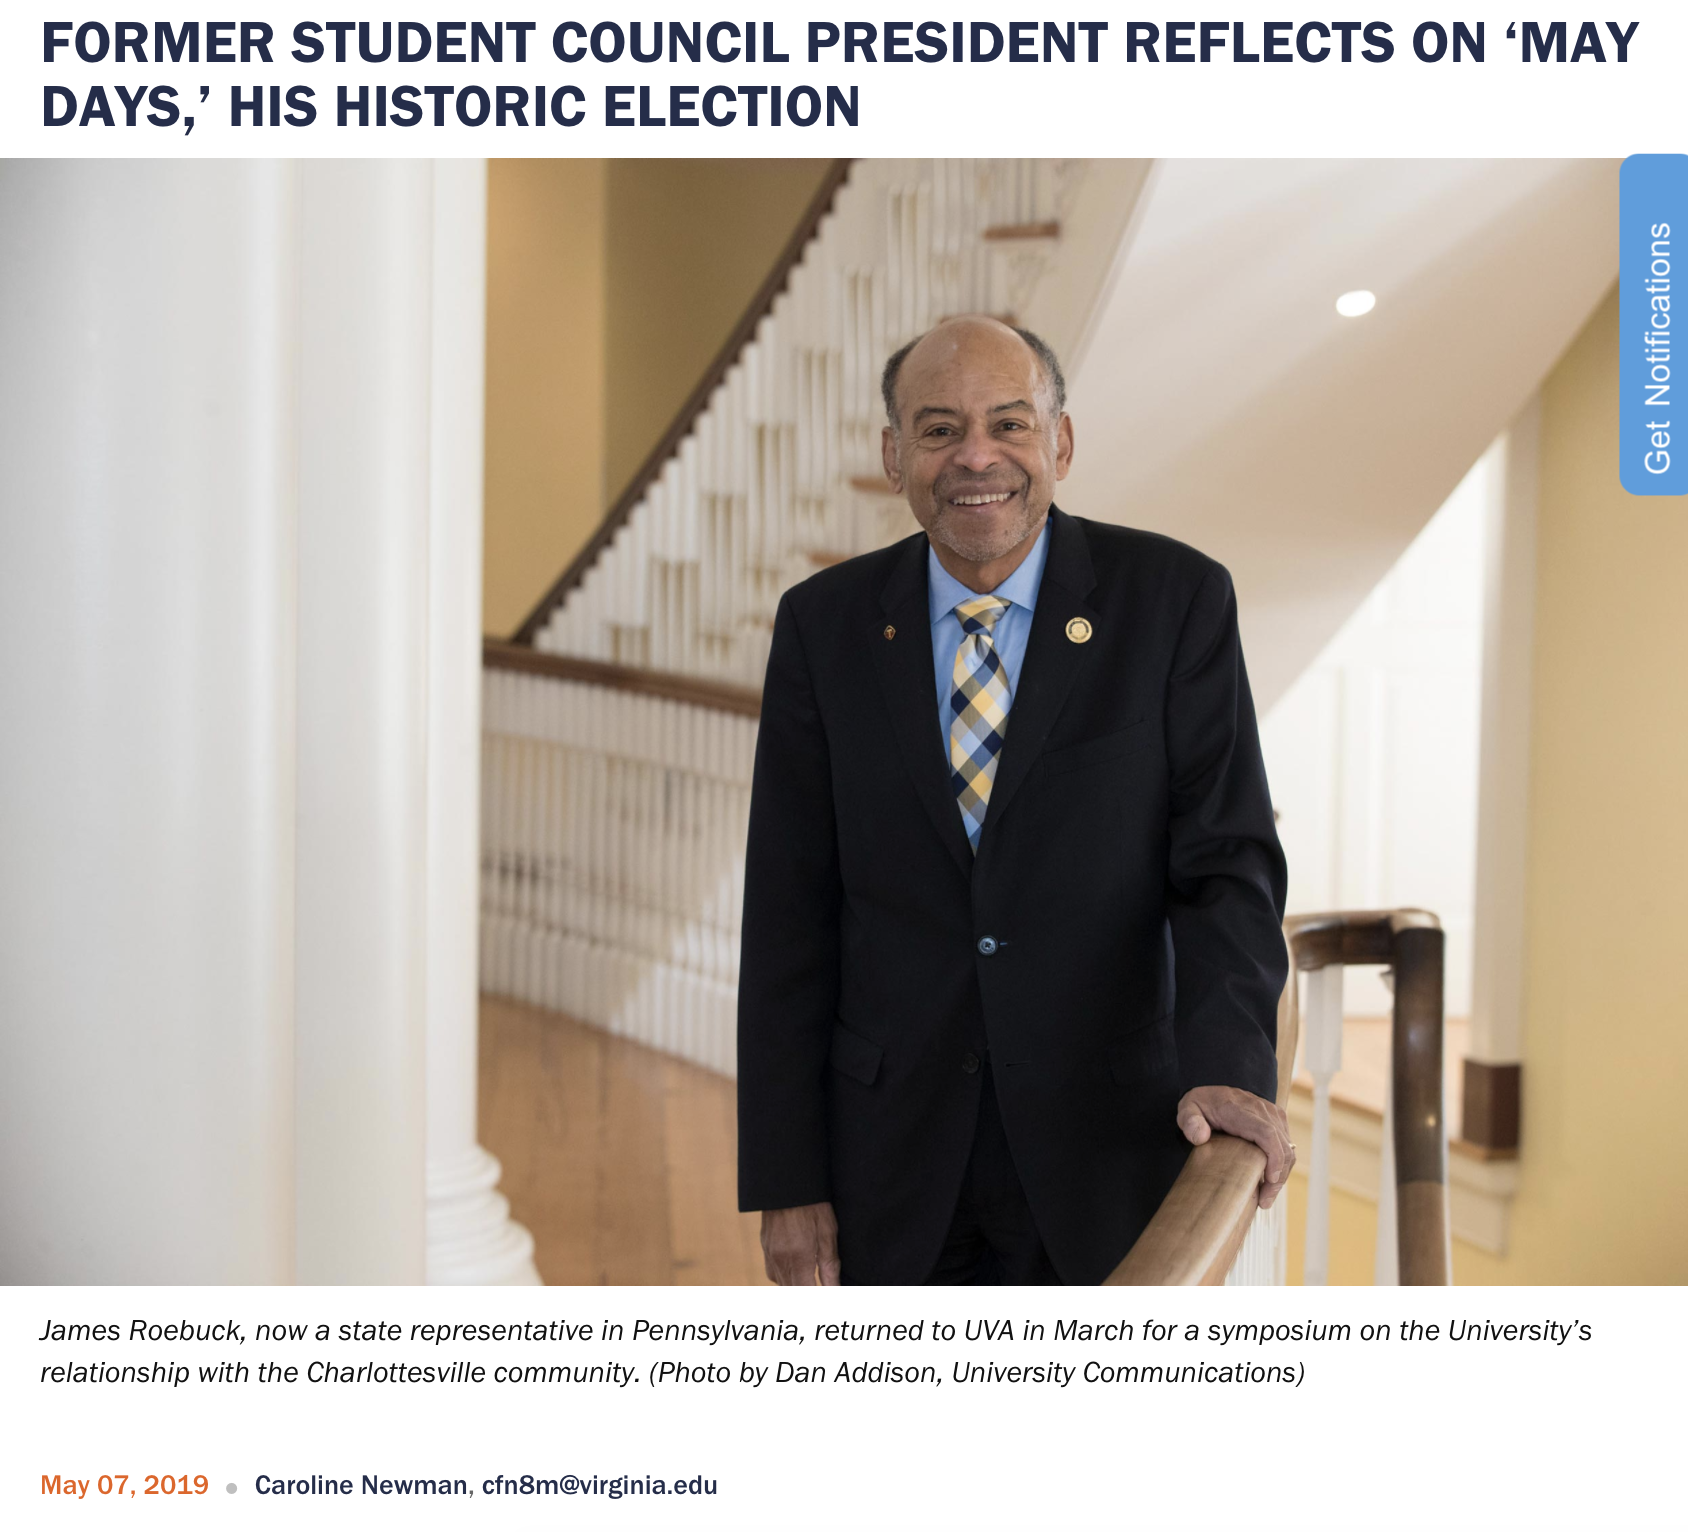 FORMER STUDENT COUNCIL PRESIDENT REFLECTS ON ‘MAY
DAYS,’ HIS HISTORIC ELECTION
Get Notifications
James Roebuck, now a state representative in Pennsylvania, returned to UVA in March for a symposium on the University’s
relationship with the Charlottesville community. (Photo by Dan Addison, University Communications)
May 07, 2019 • Caroline Newman, cfn8m@virginia.edu